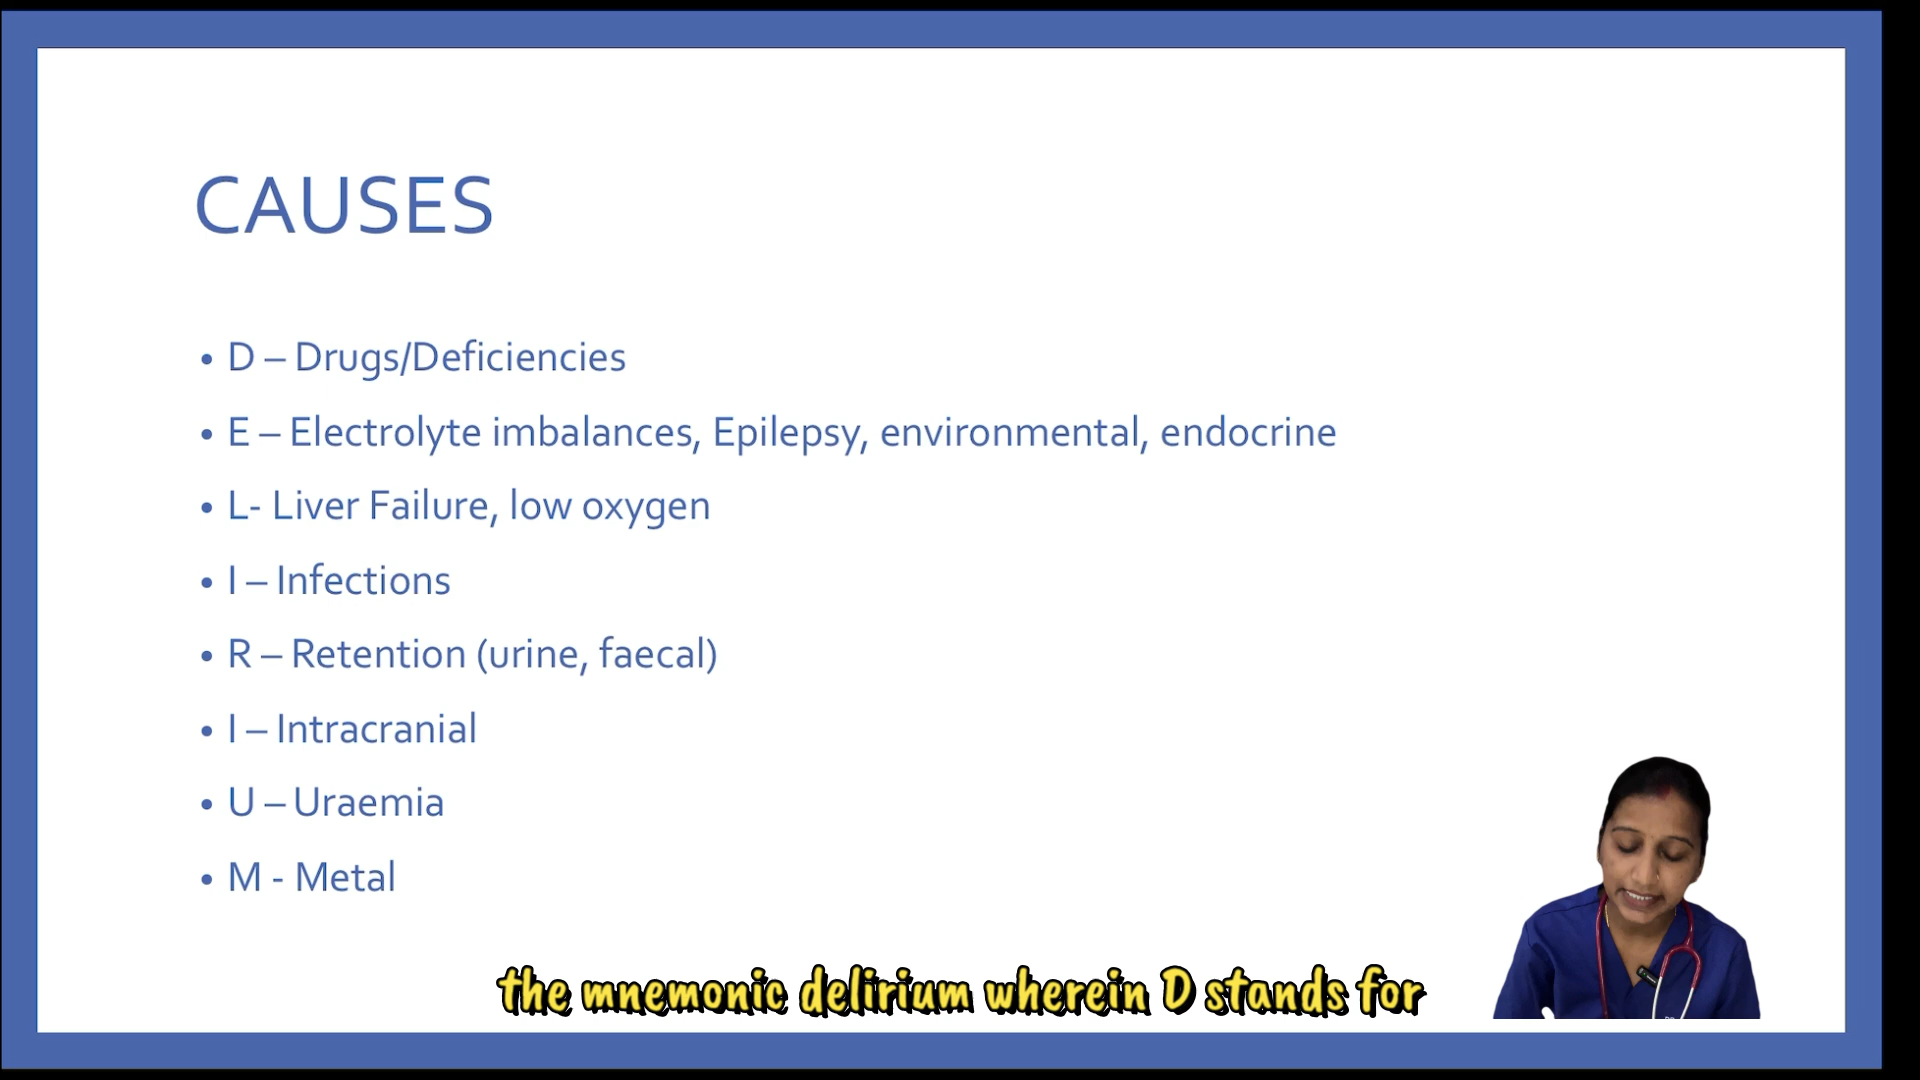 CAUSES
• D – Drugs/Deficiencies
• E – Electrolyte imbalances, Epilepsy, environmental, endocrine
• L- Liver Failure, low oxygen
• I – Infections
• R – Retention (urine, faecal)
• I – Intracranial
• U – Uraemia
• M - Metal
the mnemonic delirium wherein D stands for